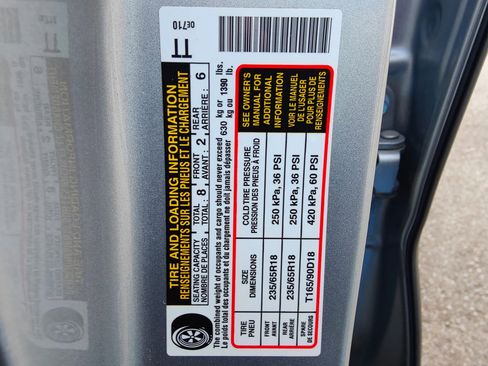 TIRE AND LOADING INFORMATION
RENSEIGNEMENTS SUR LES PNEUS ET LE CHARGEMENT
SEATING CAPACITY TOTAL 8 FRONT 2 REAR 6
NOMBRE DE PLACES TOTAL: 8 AVANT: 2 ARRIÈRE: 6
The combined weight of occupants and cargo should never exceed 630 kg or 1390 lbs.
Le poids total des occupants et du chargement ne doit jamais dépasser 630 kg ou 1390 lb.
TIRE SIZE COLD TIRE PRESSURE
PNEU DIMENSIONS PRESSION DES PNEUS À FROID
FRONT
AVANT
235/65R18 250 kPa, 36 PSI
REAR
ARRIÈRE
235/65R18 250 kPa, 36 PSI
SPARE
DE SECOURS
T165/90D18 420 kPa, 60 PSI
SEE OWNER'S
MANUAL FOR
ADDITIONAL
INFORMATION
VOIR LE MANUEL
DE L'USAGER
POUR PLUS DE
RENSEIGNEMENTS
TT
0E710